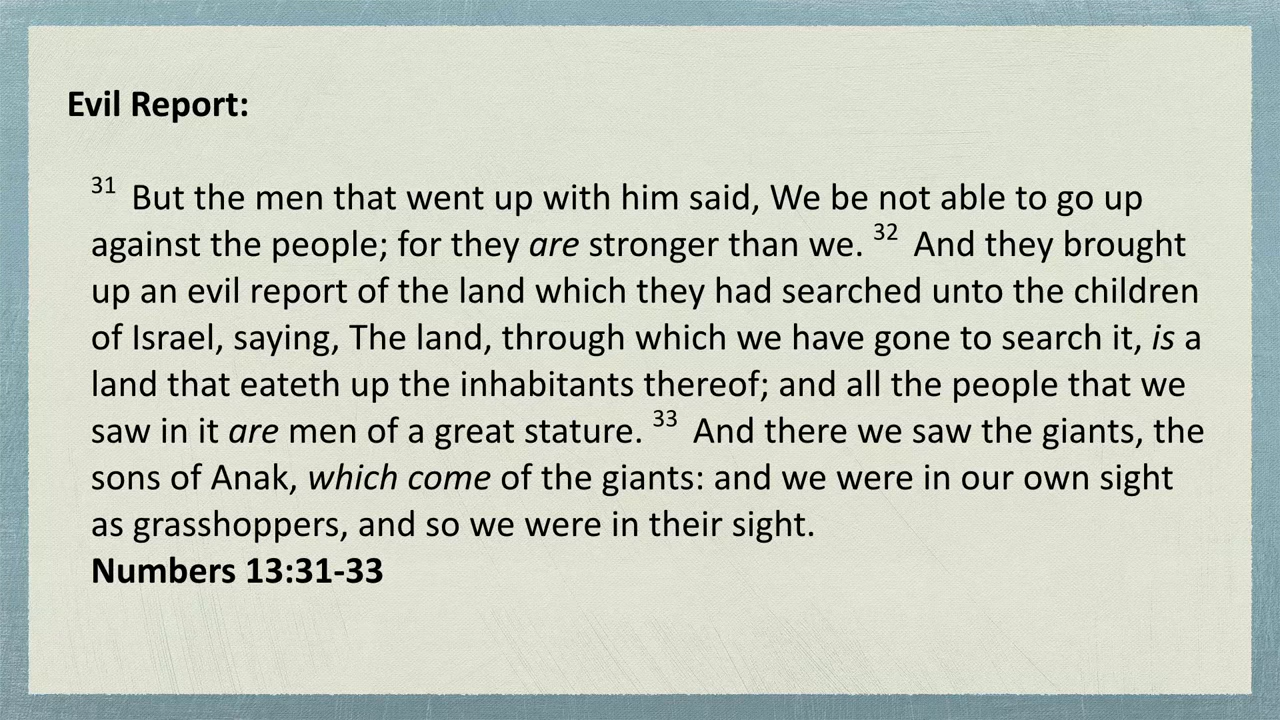 Evil Report:
31 But the men that went up with him said, We be not able to go up
against the people; for they are stronger than we. 32 And they brought
up an evil report of the land which they had searched unto the children
of Israel, saying, The land, through which we have gone to search it, is a
land that eateth up the inhabitants thereof; and all the people that we
saw in it are men of a great stature. 33 And there we saw the giants, the
sons of Anak, which come of the giants: and we were in our own sight
as grasshoppers, and so we were in their sight.
Numbers 13:31-33